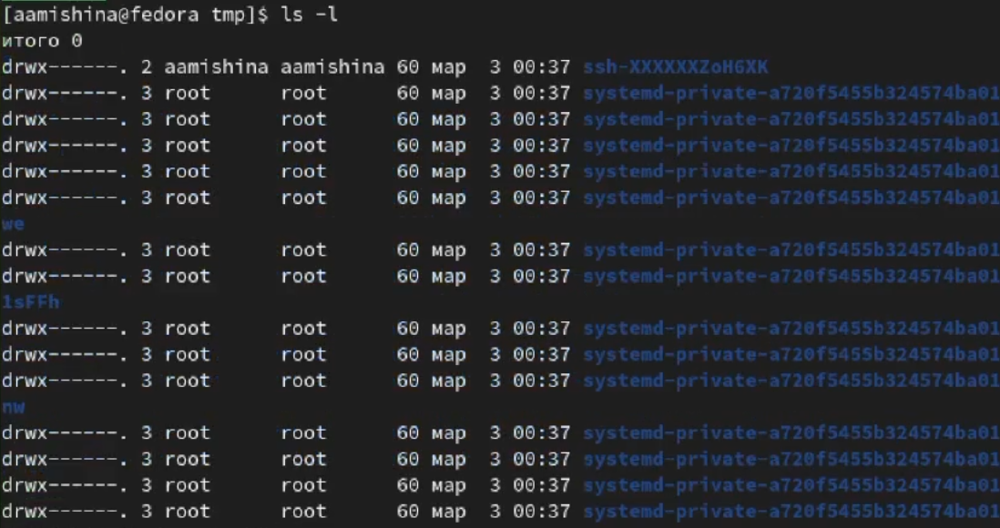 [aamishina@fedora tmp]$ ls -l
итого 0
drwx------. 2 aamishina aamishina 60 мар  3 00:37 ssh-XXXXXXZoH6XK
drwx------. 3 root      root      60 мар  3 00:37 systemd-private-a720f5455b324574ba01
drwx------. 3 root      root      60 мар  3 00:37 systemd-private-a720f5455b324574ba01
drwx------. 3 root      root      60 мар  3 00:37 systemd-private-a720f5455b324574ba01
drwx------. 3 root      root      60 мар  3 00:37 systemd-private-a720f5455b324574ba01
drwx------. 3 root      root      60 мар  3 00:37 systemd-private-a720f5455b324574ba01
we
drwx------. 3 root      root      60 мар  3 00:37 systemd-private-a720f5455b324574ba01
drwx------. 3 root      root      60 мар  3 00:37 systemd-private-a720f5455b324574ba01
1sFFh
drwx------. 3 root      root      60 мар  3 00:37 systemd-private-a720f5455b324574ba01
drwx------. 3 root      root      60 мар  3 00:37 systemd-private-a720f5455b324574ba01
drwx------. 3 root      root      60 мар  3 00:37 systemd-private-a720f5455b324574ba01
nw
drwx------. 3 root      root      60 мар  3 00:37 systemd-private-a720f5455b324574ba01
drwx------. 3 root      root      60 мар  3 00:37 systemd-private-a720f5455b324574ba01
drwx------. 3 root      root      60 мар  3 00:37 systemd-private-a720f5455b324574ba01
drwx------. 3 root      root      60 мар  3 00:37 systemd-private-a720f5455b324574ba01